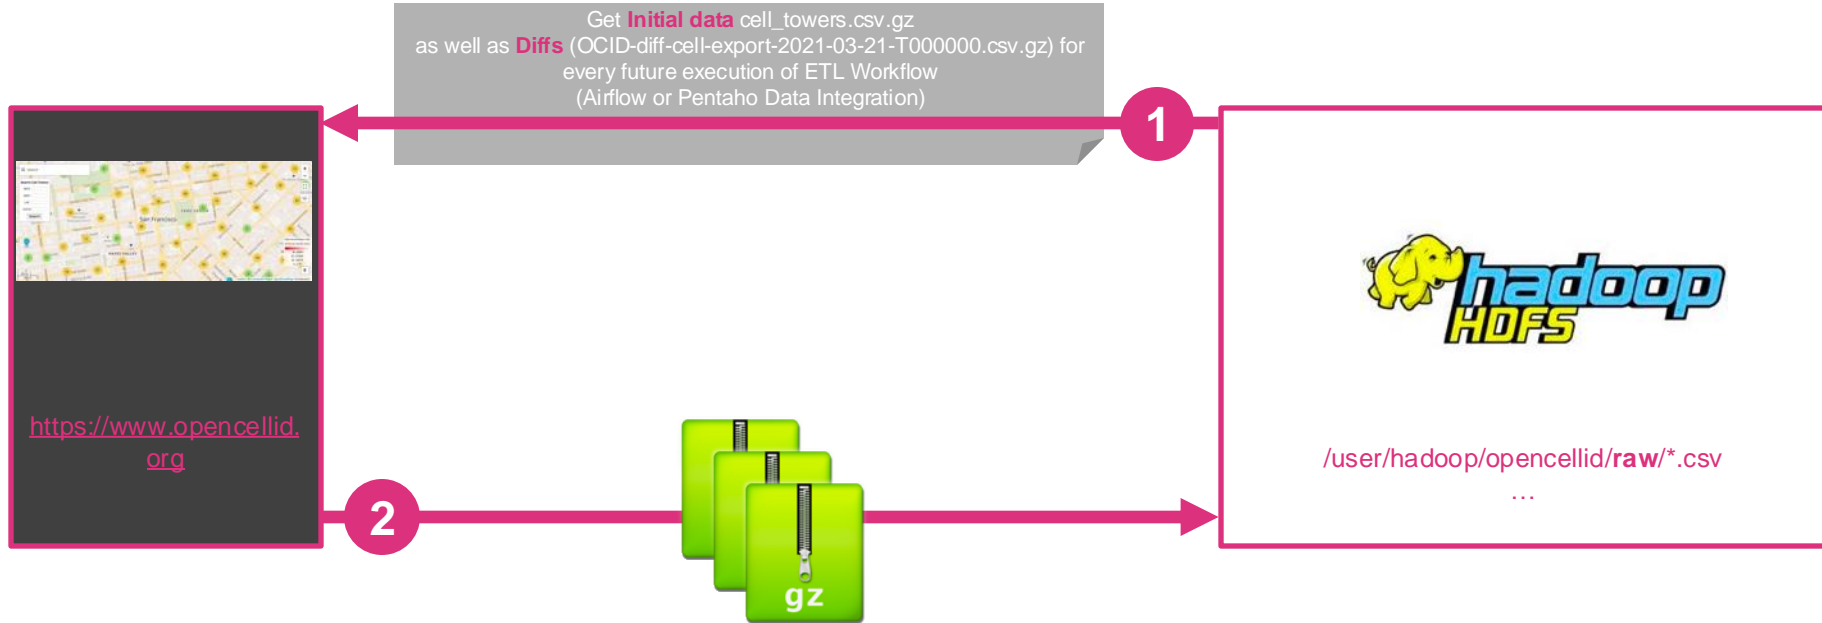 Get Initial data cell_towers.csv.gz
as well as Diffs (OCID-diff-cell-export-2021-03-21-T000000.csv.gz) for
every future execution of ETL Workflow
(Airflow or Pentaho Data Integration)
1
San Francisco
hadoop
HDFS
https://www.opencellid.
org
/user/hadoop/opencellid/raw/*.csv
…
2
gz